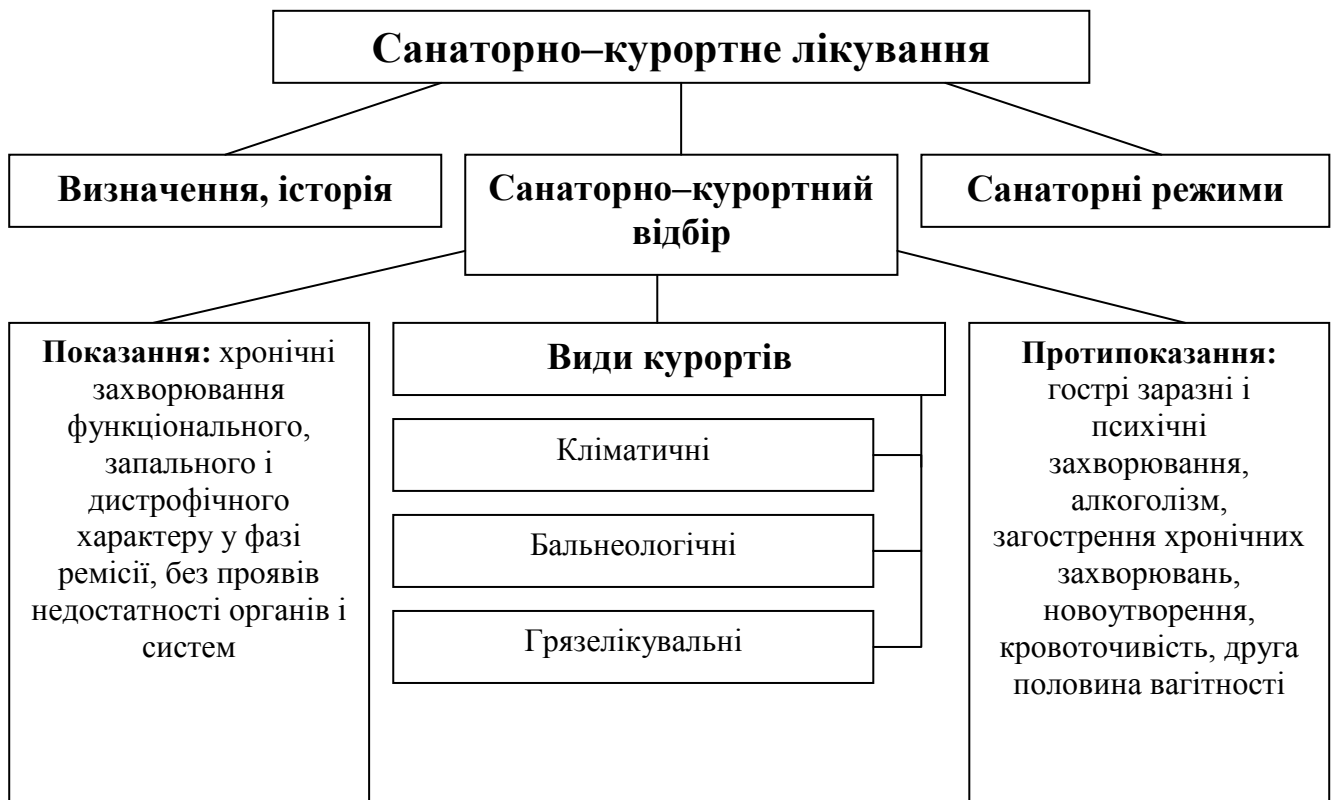 Санаторно–курортне лікування
Визначення, історія
Санаторно–курортний
відбір
Санаторні режими
Показання: хронічні
захворювання
функціонального,
запального і
дистрофічного
характеру у фазі
ремісії, без проявів
недостатності органів і
систем
Види курортів
Кліматичні
Бальнеологічні
Грязелікувальні
Протипоказання:
гострі заразні і
психічні
захворювання,
алкоголізм,
загострення хронічних
захворювань,
новоутворення,
кровоточивість, друга
половина вагітності